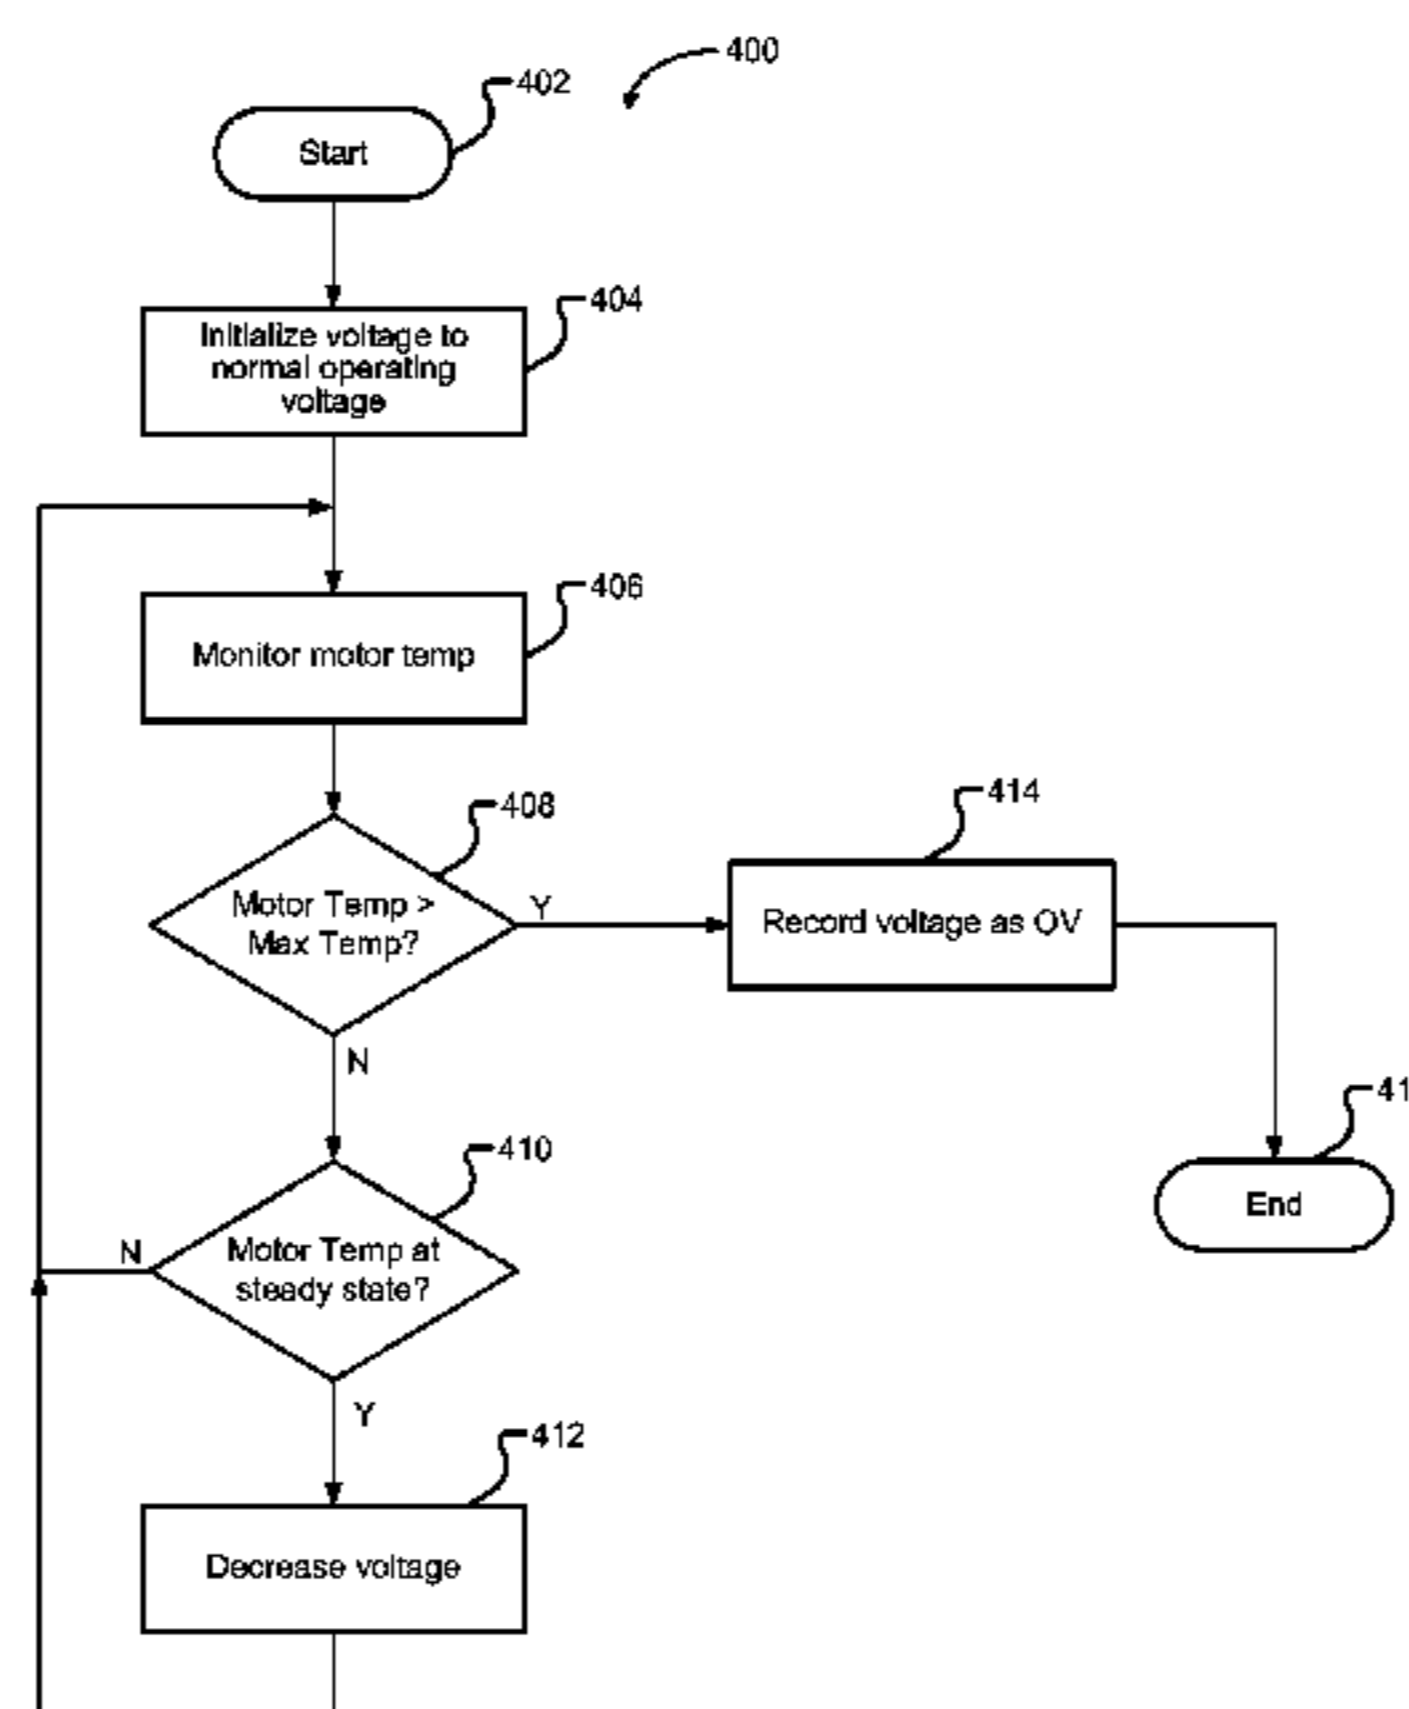 400
402
Start
404
Initialize voltage to
normal operating
voltage
406
Monitor motor temp
408
Motor Temp >
Max Temp?
Y
414
Record voltage as OV
N
41
End
410
Motor Temp at
steady state?
N
Y
412
Decrease voltage